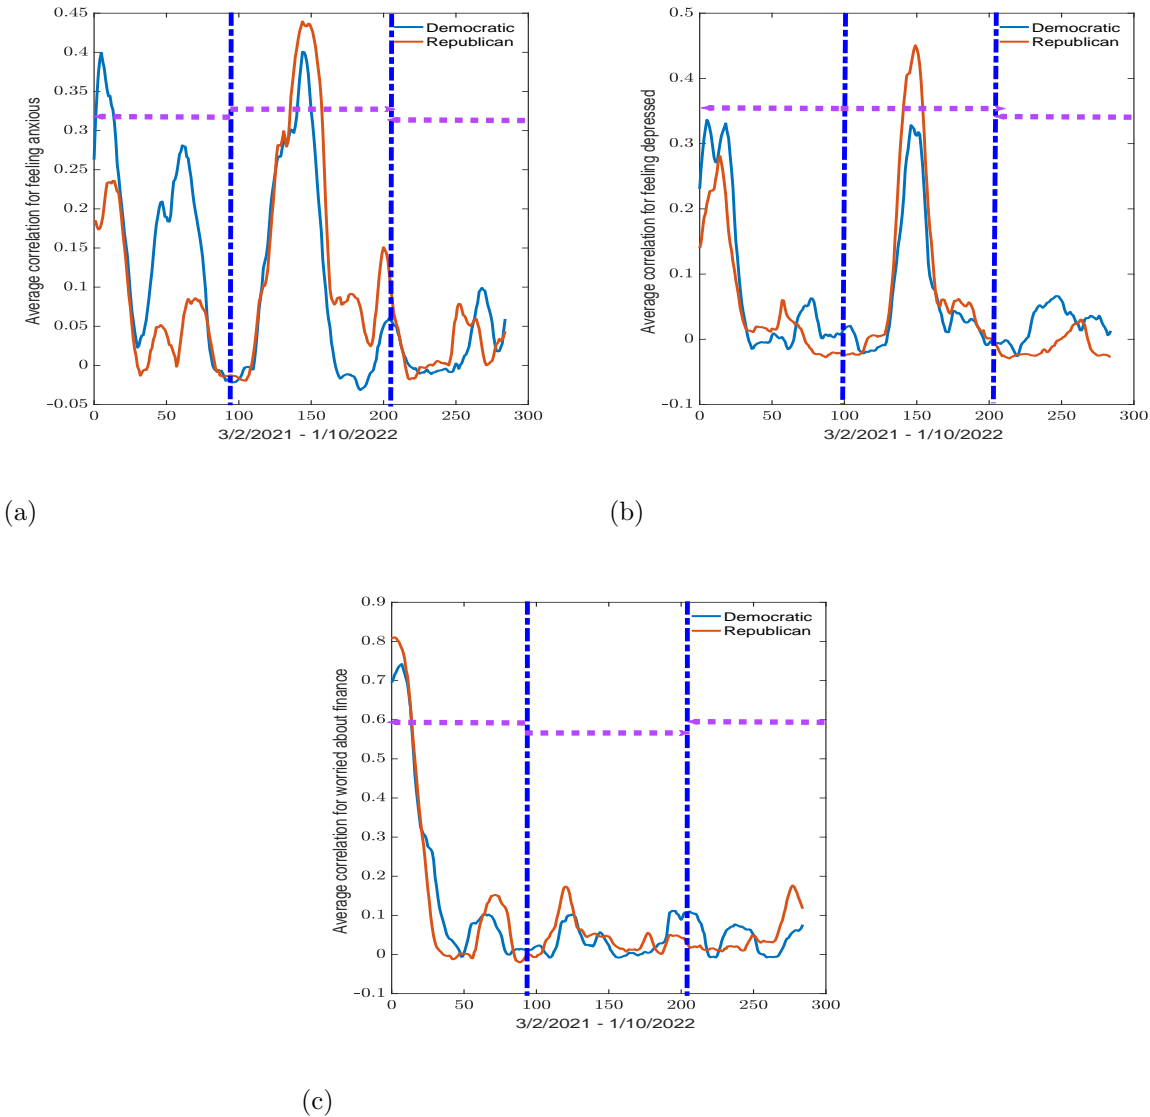 Average correlation for feeling anxious
0.45
0.4
0.35
0.3
0.25
0.2
0.15
0.1
0.05
0
-0.05
0 50 100 150 200 250 300
3/2/2021 - 1/10/2022
Democratic
Republican
(a)
Average correlation for feeling depressed
0.5
0.4
0.3
0.2
0.1
0
-0.1
0 50 100 150 200 250 300
3/2/2021 - 1/10/2022
Democratic
Republican
(b)
Average correlation for worried about finance
0.9
0.8
0.7
0.6
0.5
0.4
0.3
0.2
0.1
0
-0.1
0 50 100 150 200 250 300
3/2/2021 - 1/10/2022
Democratic
Republican
(c)